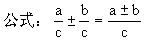 公式：a/c ± b/c = (a ± b)/c